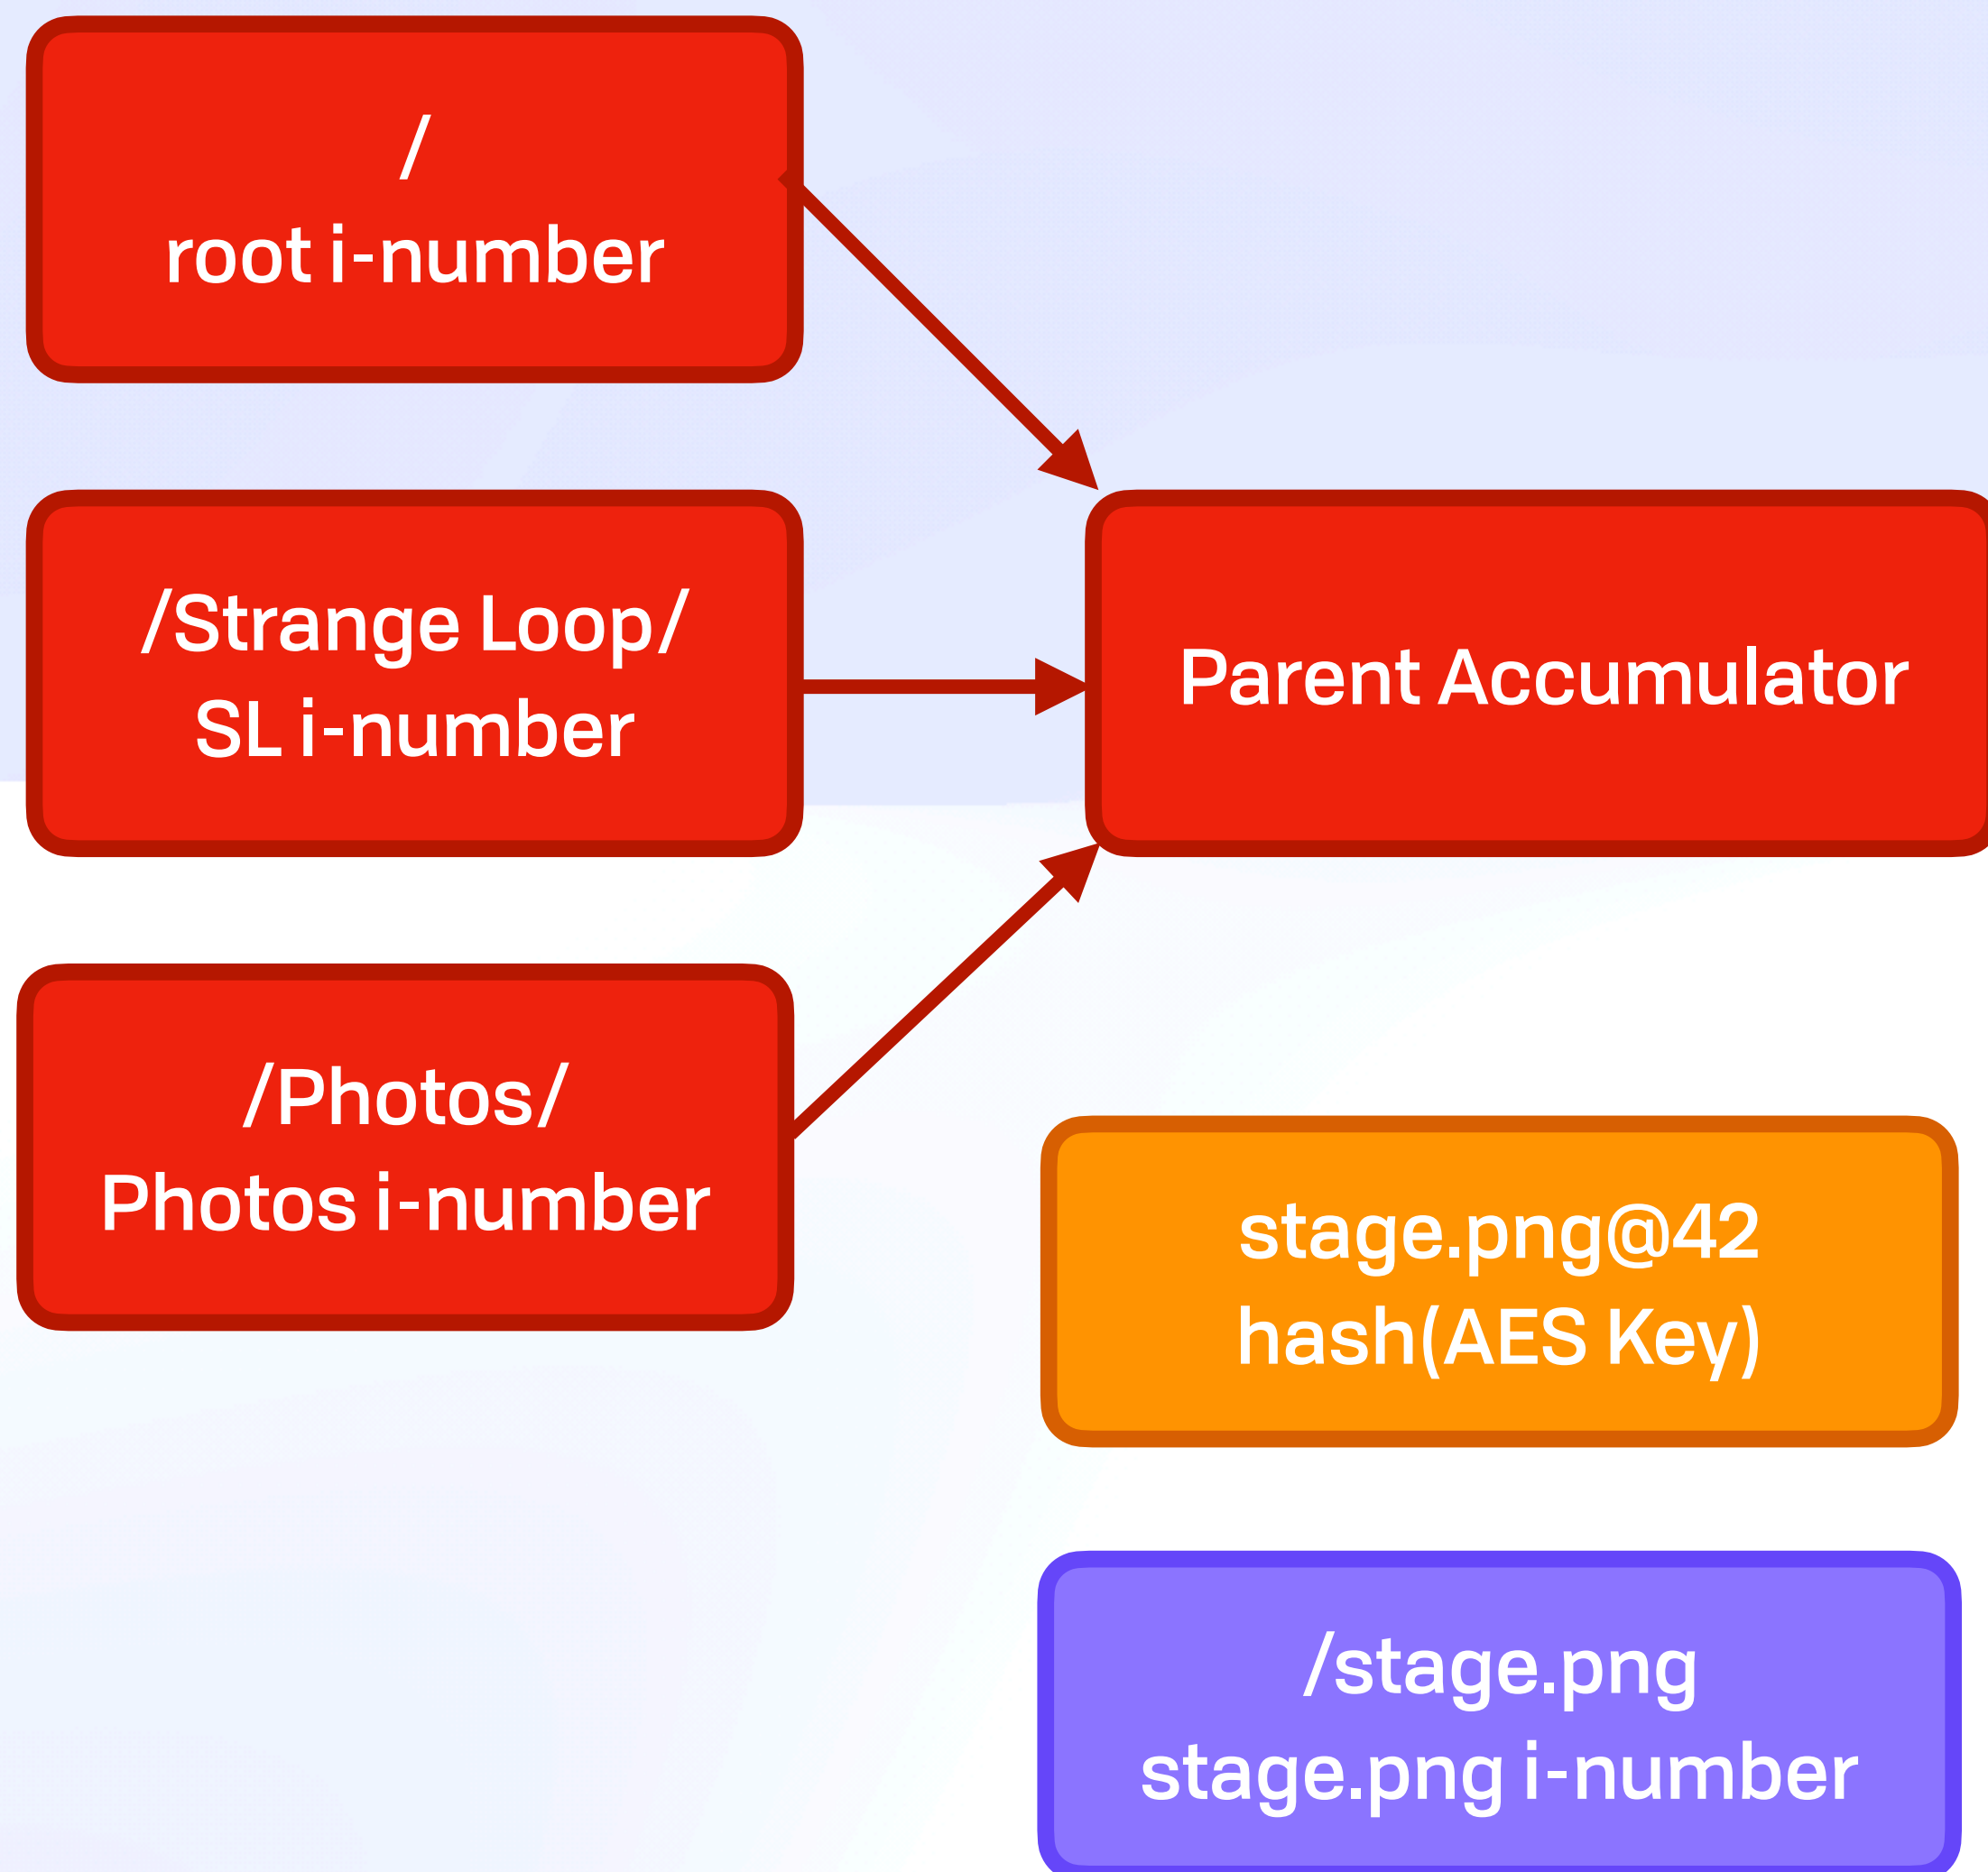 /
root i-number
/Strange Loop/
SL i-number
Parent Accumulator
/Photos/
Photos i-number
stage.png@42
hash(AES Key)
/stage.png
stage.png i-number